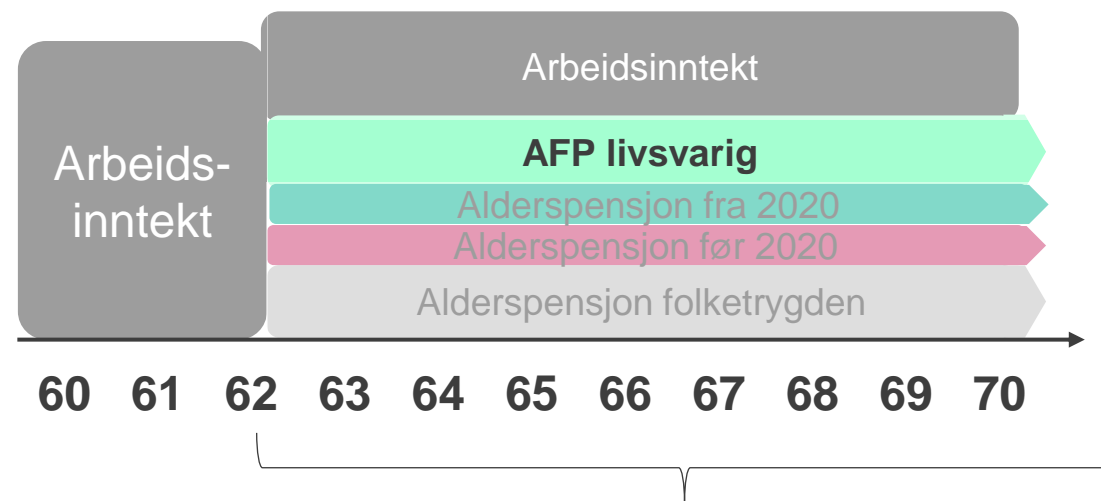 Arbeidsinntekt
Arbeids-
inntekt
AFP livsvarig
Alderspensjon fra 2020
Alderspensjon før 2020
Alderspensjon folketrygden
60 61 62 63 64 65 66 67 68 69 70